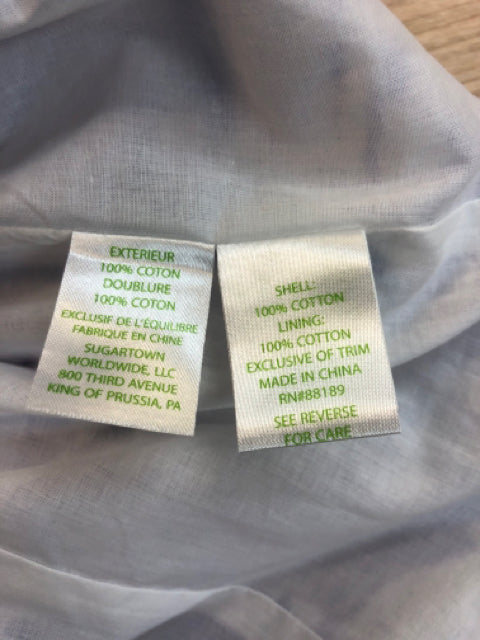 EXTERIEUR
100% COTON
DOUBLURE
100% COTON
EXCLUSIF DE L'EQUILIBRE
FABRIQUE EN CHINE
SUGARTOWN
WORLDWIDE, LLC
800 THIRD AVENUE
KING OF PRUSSIA, PA
SHELL:
100% COTTON
LINING:
100% COTTON
EXCLUSIVE OF TRIM
MADE IN CHINA
RN#88189
SEE REVERSE
FOR CARE